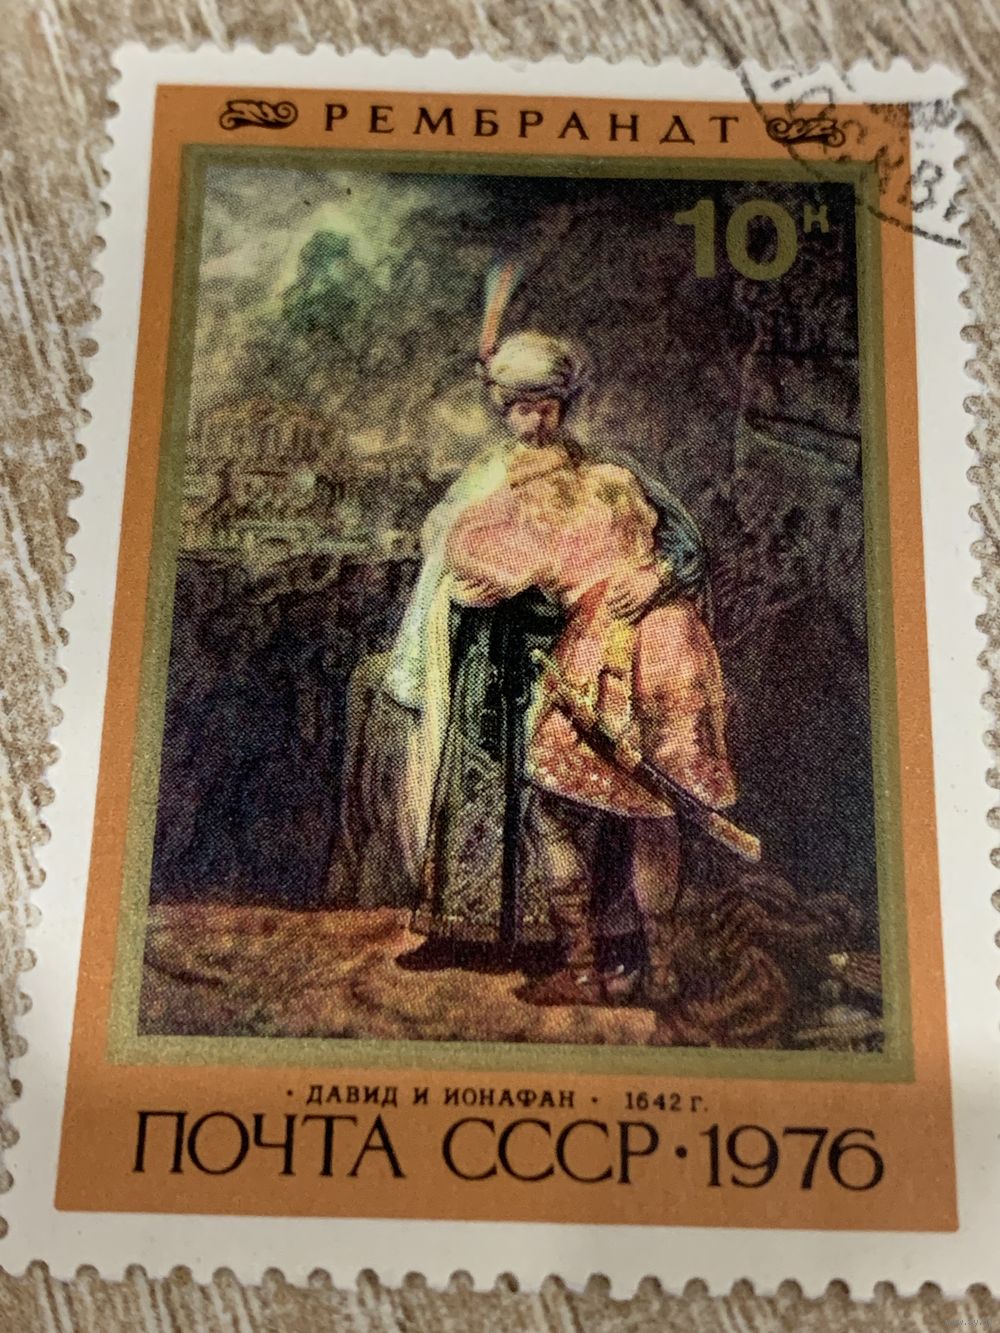 РЕМБРАНДТ
10к
· ДАВИД И ИОНАФАН · 1642 г.
ПОЧТА СССР·1976